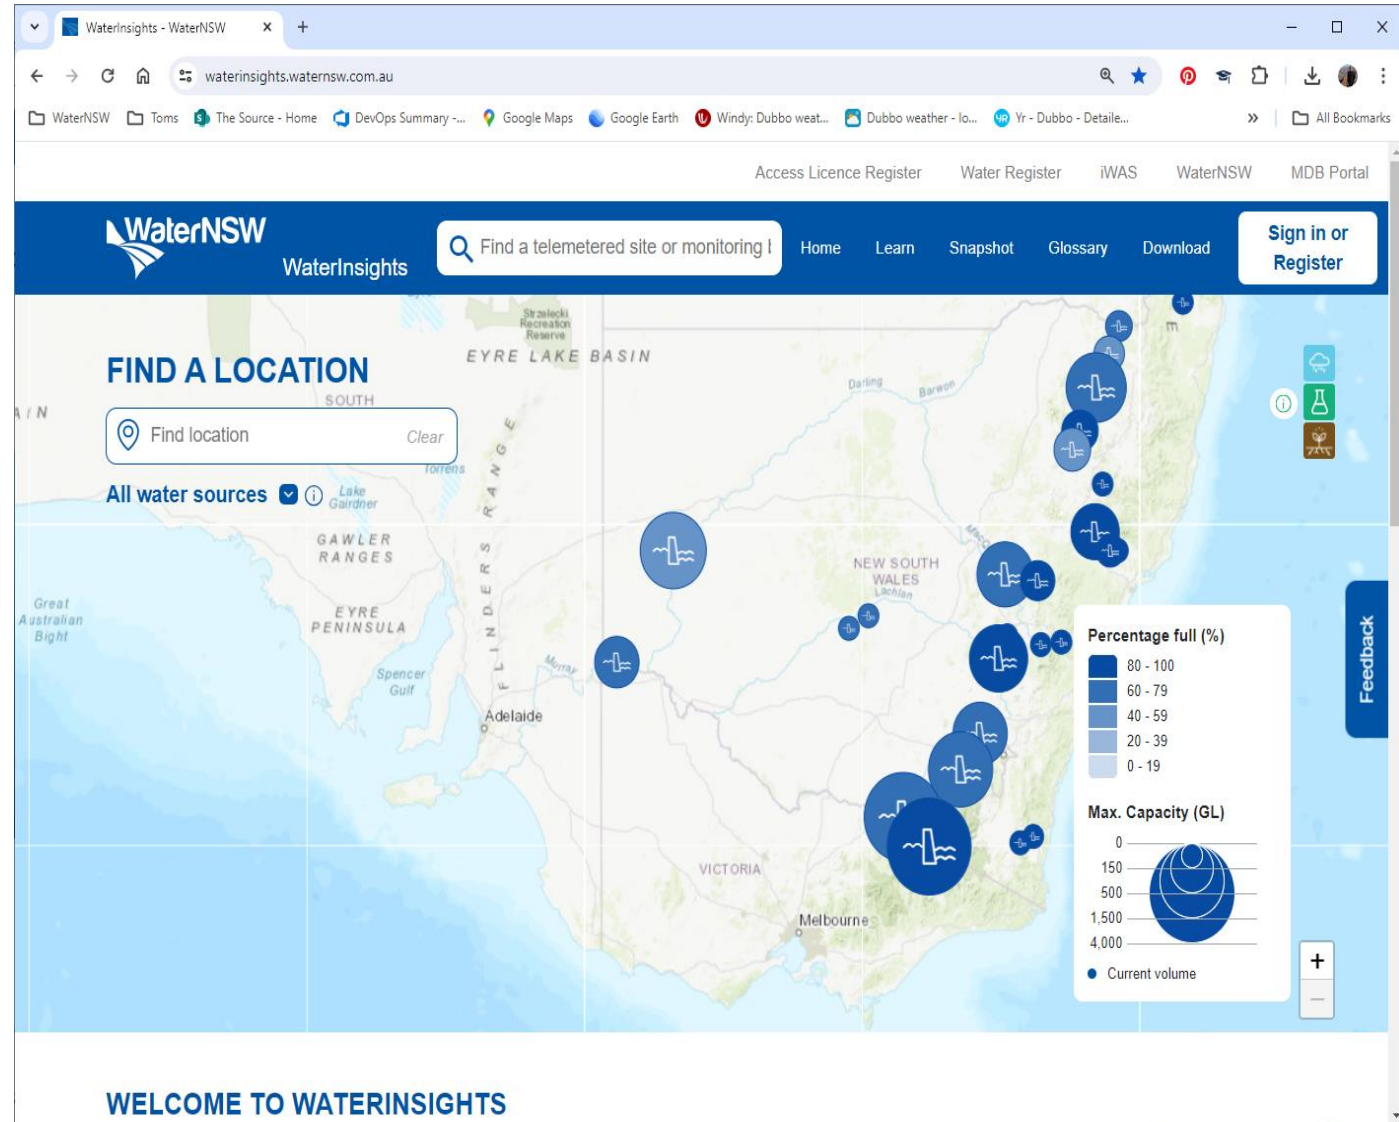 WaterInsights - WaterNSW
waterinsights.waternsw.com.au
WaterNSW
Toms
The Source - Home
DevOps Summary -...
Google Maps
Google Earth
Windy: Dubbo weat...
Dubbo weather - lo...
Yr - Dubbo - Detaile...
All Bookmarks
Access Licence Register
Water Register
iWAS
WaterNSW
MDB Portal
WaterNSW
WaterInsights
Find a telemetered site or monitoring
Home
Learn
Snapshot
Glossary
Download
Sign in or
Register
FIND A LOCATION
Find location
Clear
All water sources
Strzelecki
Recreation
Reserve
EYRE LAKE BASIN
SOUTH
Torrens
Lake
Gairdner
GAWLER
RANGES
FLINDERS RANGE
EYRE
PENINSULA
Great
Australian
Bight
Spencer
Gulf
Adelaide
Murray
Darling
Barwon
NEW SOUTH
WALES
Lachlan
VICTORIA
Melbourne
Percentage full (%)
80 - 100
60 - 79
40 - 59
20 - 39
0 - 19
Max. Capacity (GL)
0
150
500
1,500
4,000
Current volume
Feedback
WELCOME TO WATERINSIGHTS